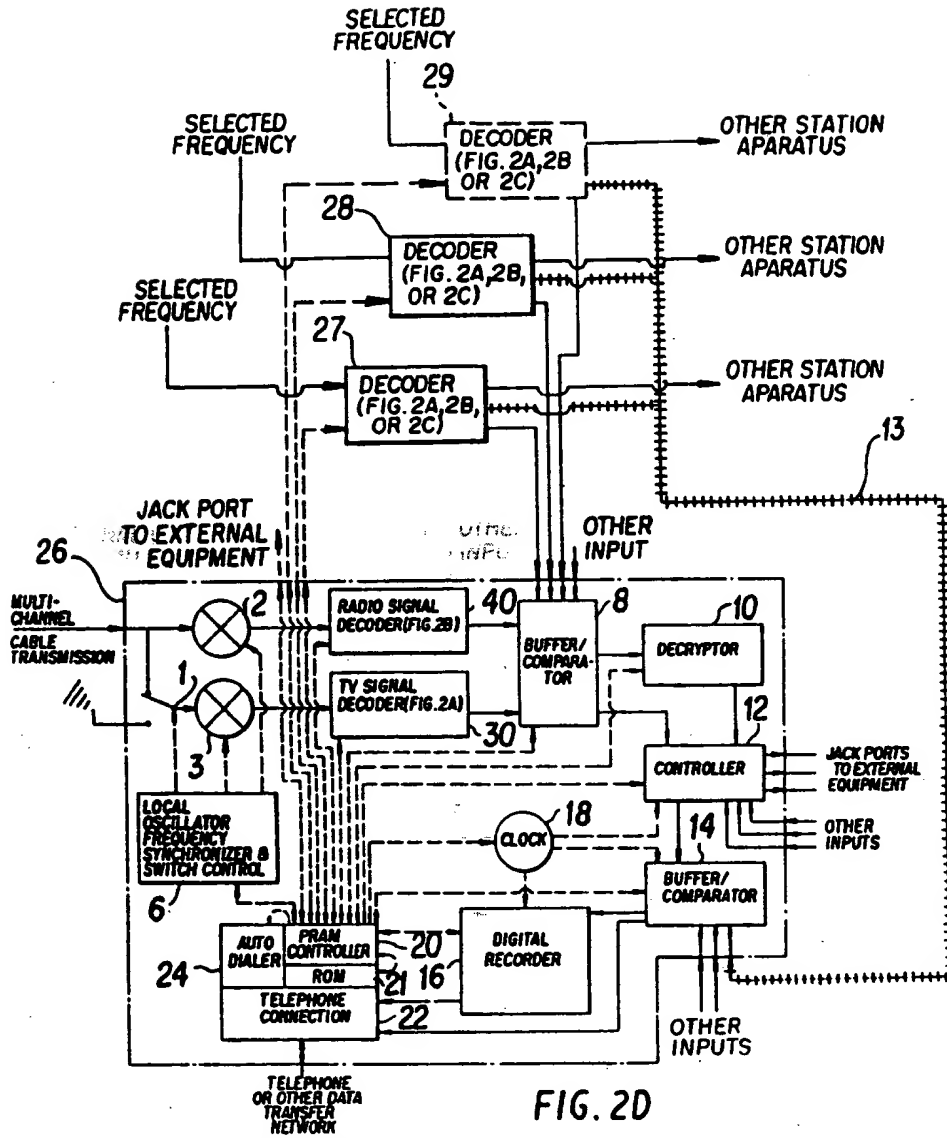 SELECTED
FREQUENCY
29
SELECTED
FREQUENCY
DECODER
(FIG. 2A,2B
OR 2C)
OTHER STATION
APPARATUS
28
DECODER
(FIG. 2A,2B,
OR 2C)
OTHER STATION
APPARATUS
SELECTED
FREQUENCY
27
DECODER
(FIG. 2A,2B,
OR 2C)
OTHER STATION
APPARATUS
13
JACK PORT
TO EXTERNAL
EQUIPMENT
OTHER
INPUT
26
MULTI-
CHANNEL
CABLE
TRANSMISSION
2
RADIO SIGNAL
DECODER(FIG.2B)
40
8
BUFFER/
COMPARA-
TOR
10
DECRYPTOR
1
3
TV SIGNAL
DECODER(FIG.2A)
30
12
CONTROLLER
JACK PORTS
TO EXTERNAL
EQUIPMENT
OTHER
INPUTS
LOCAL
OSCILLATOR
FREQUENCY
SYNCHRONIZER &
SWITCH CONTROL
6
18
CLOCK
14
BUFFER/
COMPARATOR
24
AUTO
DIALER
PRAM
CONTROLLER
20
ROM
21
TELEPHONE
CONNECTION
22
16
DIGITAL
RECORDER
OTHER
INPUTS
TELEPHONE
OR OTHER DATA
TRANSFER
NETWORK
FIG. 2D